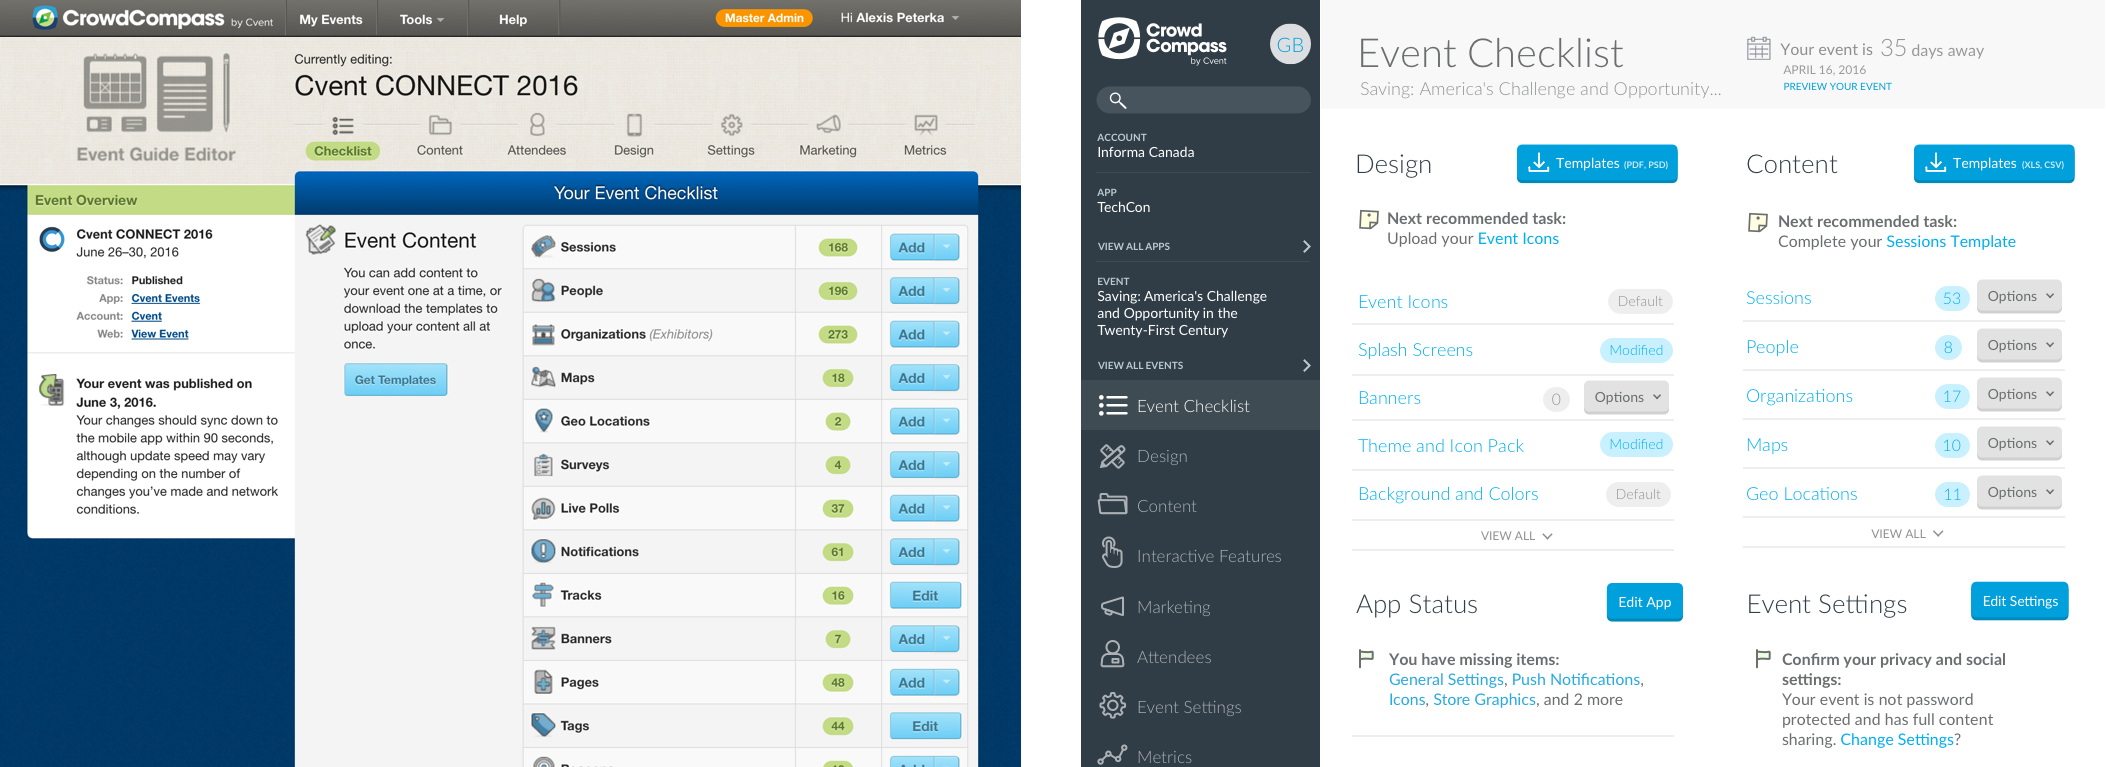 CrowdCompass by Cvent
My Events
Tools
Help
Master Admin
Hi Alexis Peterka
Event Guide Editor
Currently editing:
Cvent CONNECT 2016
Checklist
Content
Attendees
Design
Settings
Marketing
Metrics
Event Overview
Cvent CONNECT 2016
June 26–30, 2016
Status: Published
App: Cvent Events
Account: Cvent
Web: View Event
Your event was published on
June 3, 2016.
Your changes should sync down to
the mobile app within 90 seconds,
although update speed may vary
depending on the number of
changes you've made and network
conditions.
Your Event Checklist
Event Content
You can add content to
your event one at a time, or
download the templates to
upload your content all at
once.
Get Templates
Sessions 168 Add
People 196 Add
Organizations (Exhibitors) 273 Add
Maps 18 Add
Geo Locations 2 Add
Surveys 4 Add
Live Polls 37 Add
Notifications 61 Add
Tracks 16 Edit
Banners 7 Add
Pages 48 Add
Tags 44 Edit
Crowd
Compass
by Cvent
GB
ACCOUNT
Informa Canada
APP
TechCon
VIEW ALL APPS
EVENT
Saving: America's Challenge
and Opportunity in the
Twenty-First Century
VIEW ALL EVENTS
Event Checklist
Design
Content
Interactive Features
Marketing
Attendees
Event Settings
Metrics
Event Checklist
Saving: America's Challenge and Opportunity...
Your event is 35 days away
APRIL 16, 2016
PREVIEW YOUR EVENT
Design
Templates (PDF, PSD)
Next recommended task:
Upload your Event Icons
Event Icons Default
Splash Screens Modified
Banners 0 Options
Theme and Icon Pack Modified
Background and Colors Default
VIEW ALL
Content
Templates (XLS, CSV)
Next recommended task:
Complete your Sessions Template
Sessions 53 Options
People 8 Options
Organizations 17 Options
Maps 10 Options
Geo Locations 11 Options
VIEW ALL
App Status
Edit App
You have missing items:
General Settings, Push Notifications,
Icons, Store Graphics, and 2 more
Event Settings
Edit Settings
Confirm your privacy and social
settings:
Your event is not password
protected and has full content
sharing. Change Settings?